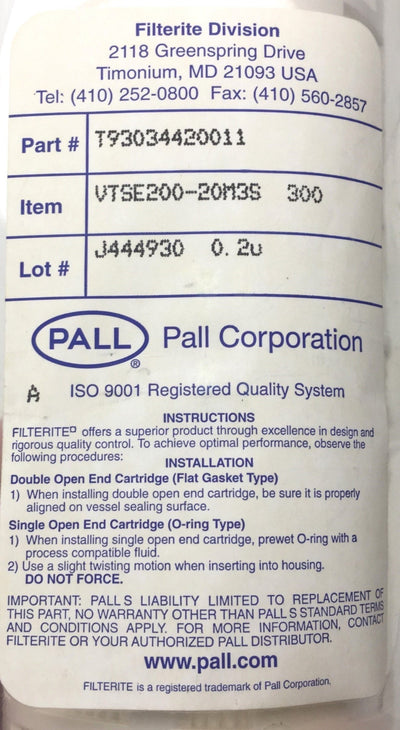 Filterite Division
2118 Greenspring Drive
Timonium, MD 21093 USA
Tel: (410) 252-0800 Fax: (410) 560-2857
Part # T93034420011
Item VTSE200-20M3S 300
Lot # J444930 0.2u
PALL® Pall Corporation
A ISO 9001 Registered Quality System
INSTRUCTIONS
FILTERITE¤ offers a superior product through excellence in design and
rigorous quality control. To achieve optimal performance, observe the
following procedures:
INSTALLATION
Double Open End Cartridge (Flat Gasket Type)
1) When installing double open end cartridge, be sure it is properly
aligned on vessel sealing surface.
Single Open End Cartridge (O-ring Type)
1) When installing single open end cartridge, prewet O-ring with a
process compatible fluid.
2) Use a slight twisting motion when inserting into housing.
DO NOT FORCE.
IMPORTANT: PALL S LIABILITY LIMITED TO REPLACEMENT OF
THIS PART, NO WARRANTY OTHER THAN PALL S STANDARD TERMS
AND CONDITIONS APPLY. FOR MORE INFORMATION, CONTACT
FILTERITE OR YOUR AUTHORIZED PALL DISTRIBUTOR.
www.pall.com
FILTERITE is a registered trademark of Pall Corporation.